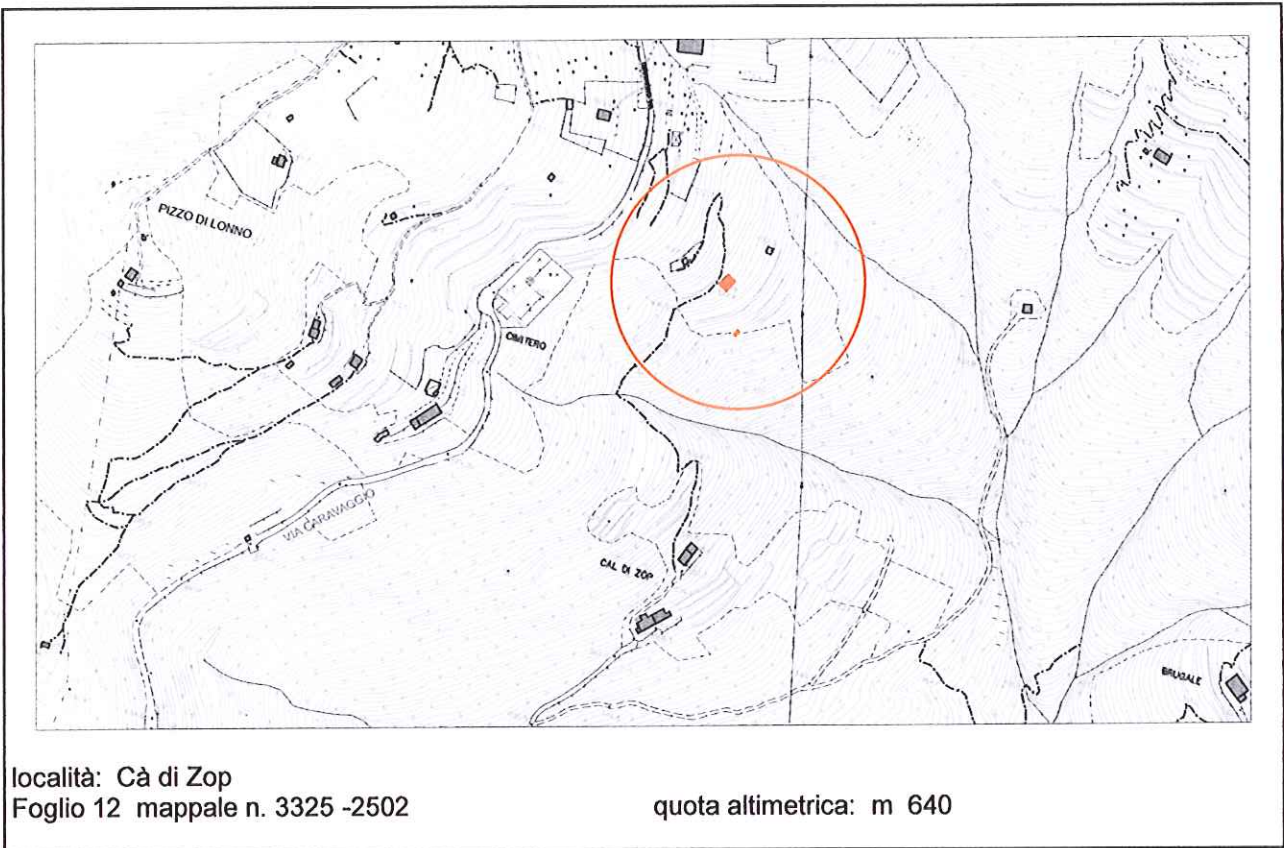 PIZZO DI LONNO
CIMITERO
VIA CARAVAGGIO
CAL DI ZOP
BRUGALE
località: Cà di Zop
Foglio 12 mappale n. 3325 -2502
quota altimetrica: m 640